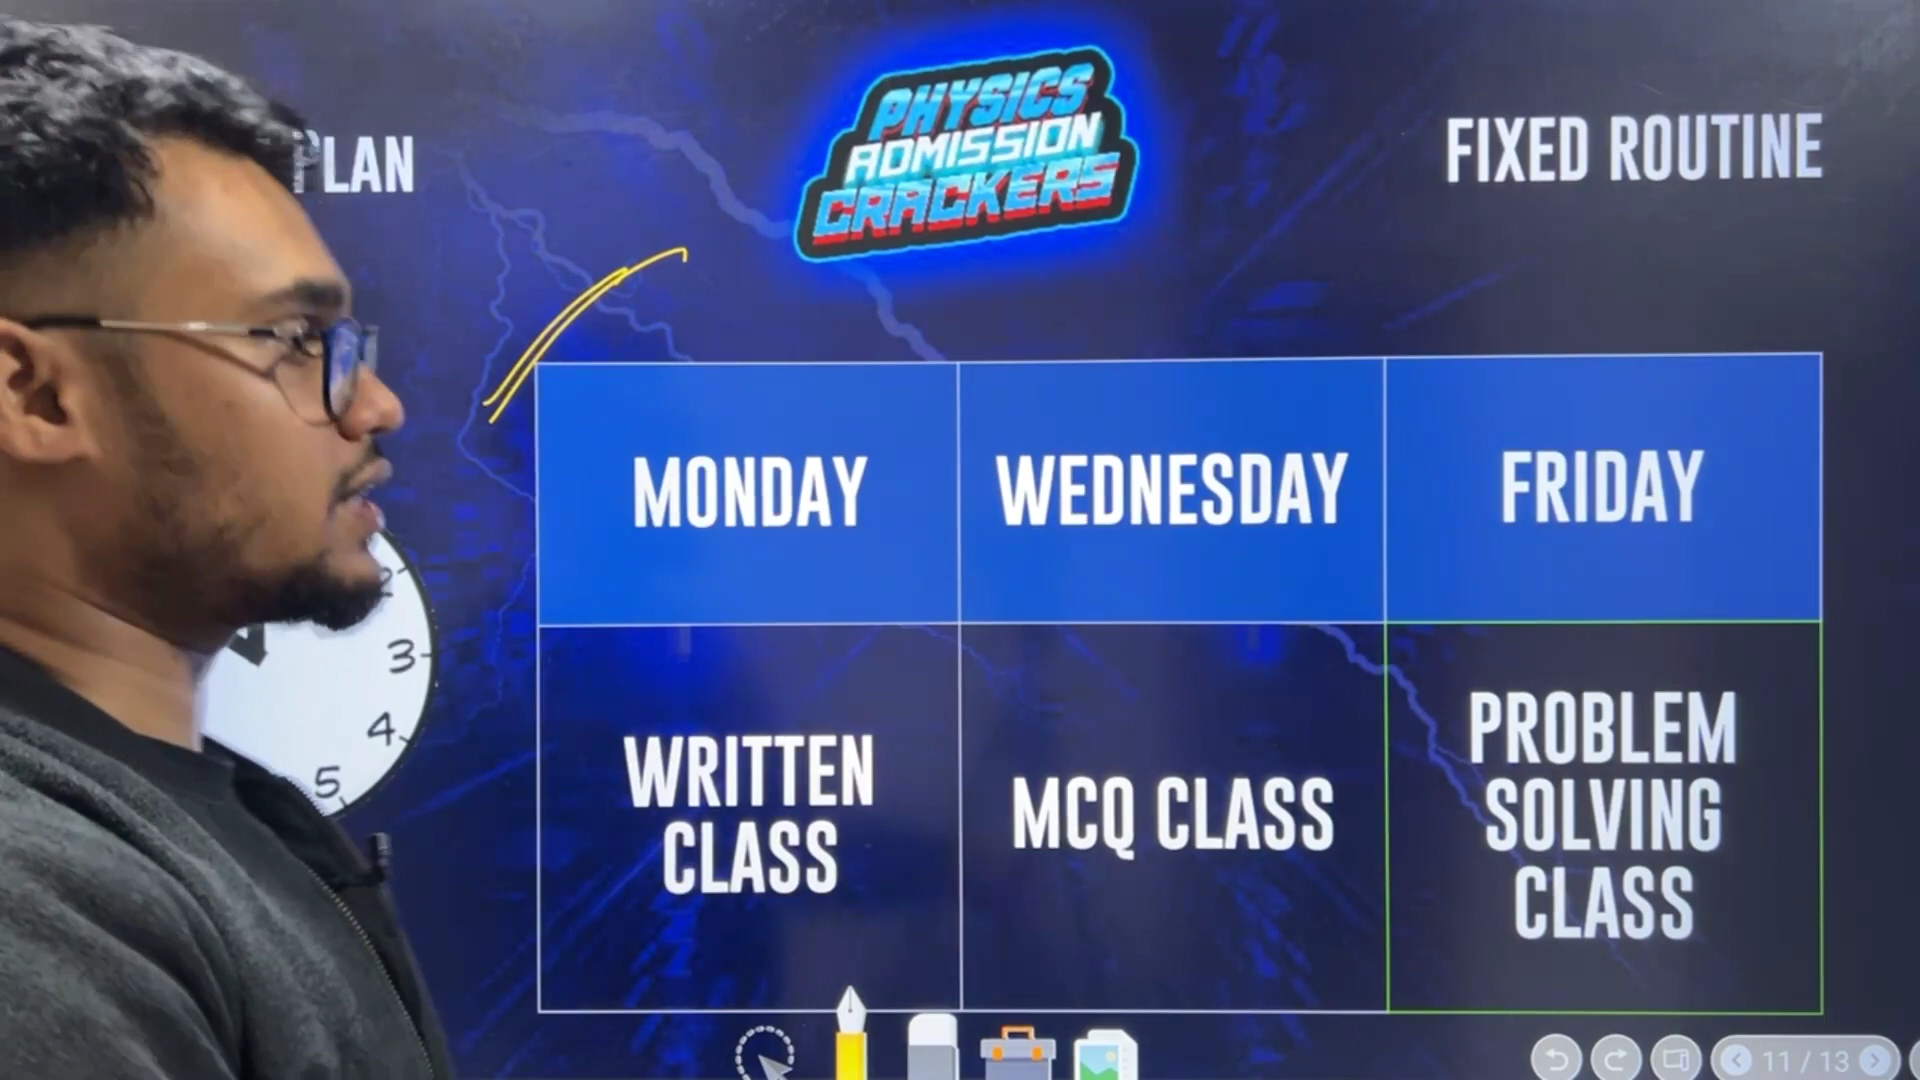 PLAN
PHYSICS
ADMISSION
CRACKERS
FIXED ROUTINE
MONDAY
WEDNESDAY
FRIDAY
WRITTEN
CLASS
MCQ CLASS
PROBLEM
SOLVING
CLASS
2
3
4
5
11 / 13